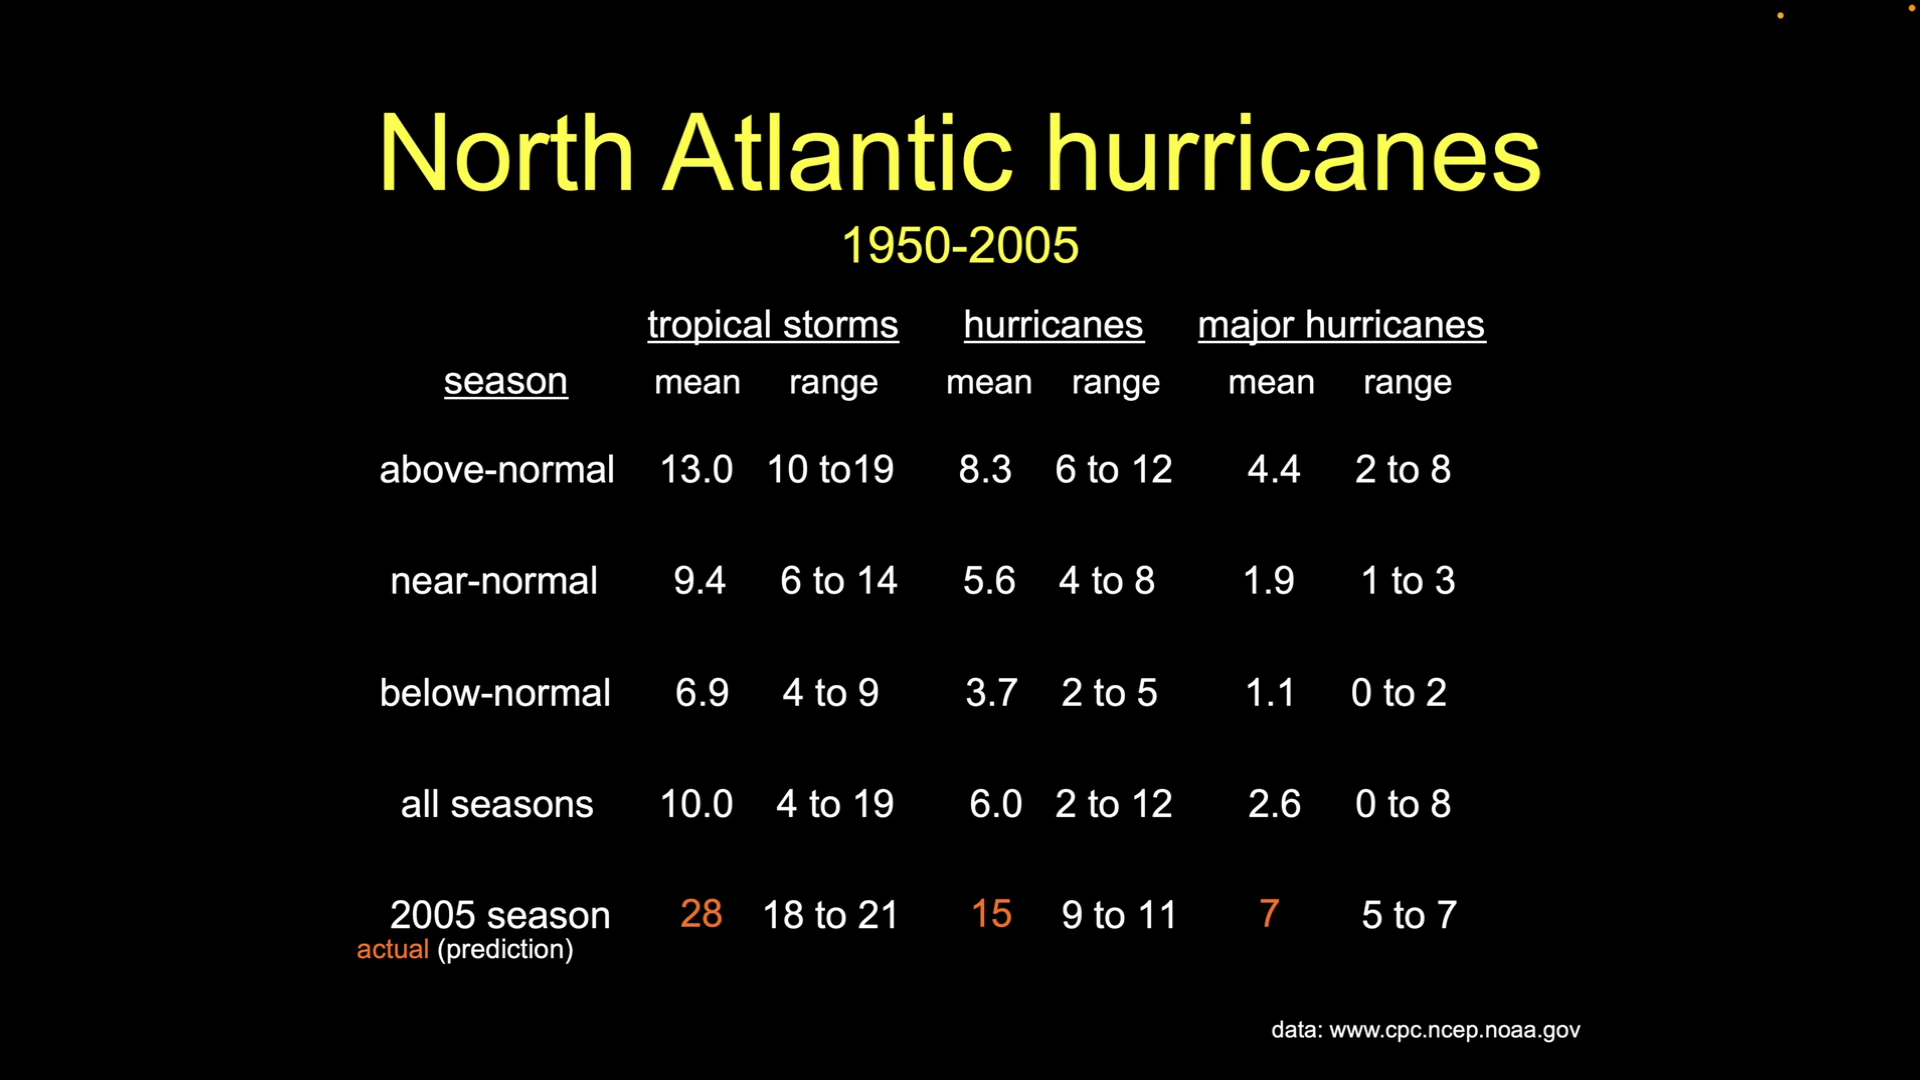 North Atlantic hurricanes
1950-2005
tropical storms hurricanes major hurricanes
season mean range mean range mean range
above-normal 13.0 10 to19 8.3 6 to 12 4.4 2 to 8
near-normal 9.4 6 to 14 5.6 4 to 8 1.9 1 to 3
below-normal 6.9 4 to 9 3.7 2 to 5 1.1 0 to 2
all seasons 10.0 4 to 19 6.0 2 to 12 2.6 0 to 8
2005 season 28 18 to 21 15 9 to 11 7 5 to 7
actual (prediction)
data: www.cpc.ncep.noaa.gov